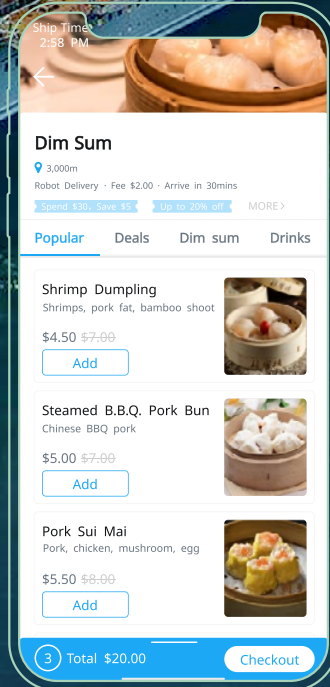 Ship Time
2:58 PM
Dim Sum
3,000m
Robot Delivery · Fee $2.00 · Arrive in 30mins
Spend $30, Save $5 Up to 20% off MORE
Popular Deals Dim sum Drinks
Shrimp Dumpling
Shrimps, pork fat, bamboo shoot
$4.50 $7.00
Add
Steamed B.B.Q. Pork Bun
Chinese BBQ pork
$5.00 $7.00
Add
Pork Sui Mai
Pork, chicken, mushroom, egg
$5.50 $8.00
Add
3 Total $20.00 Checkout